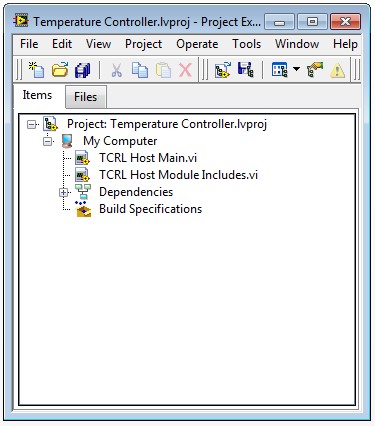 Temperature Controller.lvproj - Project Ex...
File Edit View Project Operate Tools Window Help
Items Files
Project: Temperature Controller.lvproj
My Computer
TCRL Host Main.vi
TCRL Host Module Includes.vi
Dependencies
Build Specifications